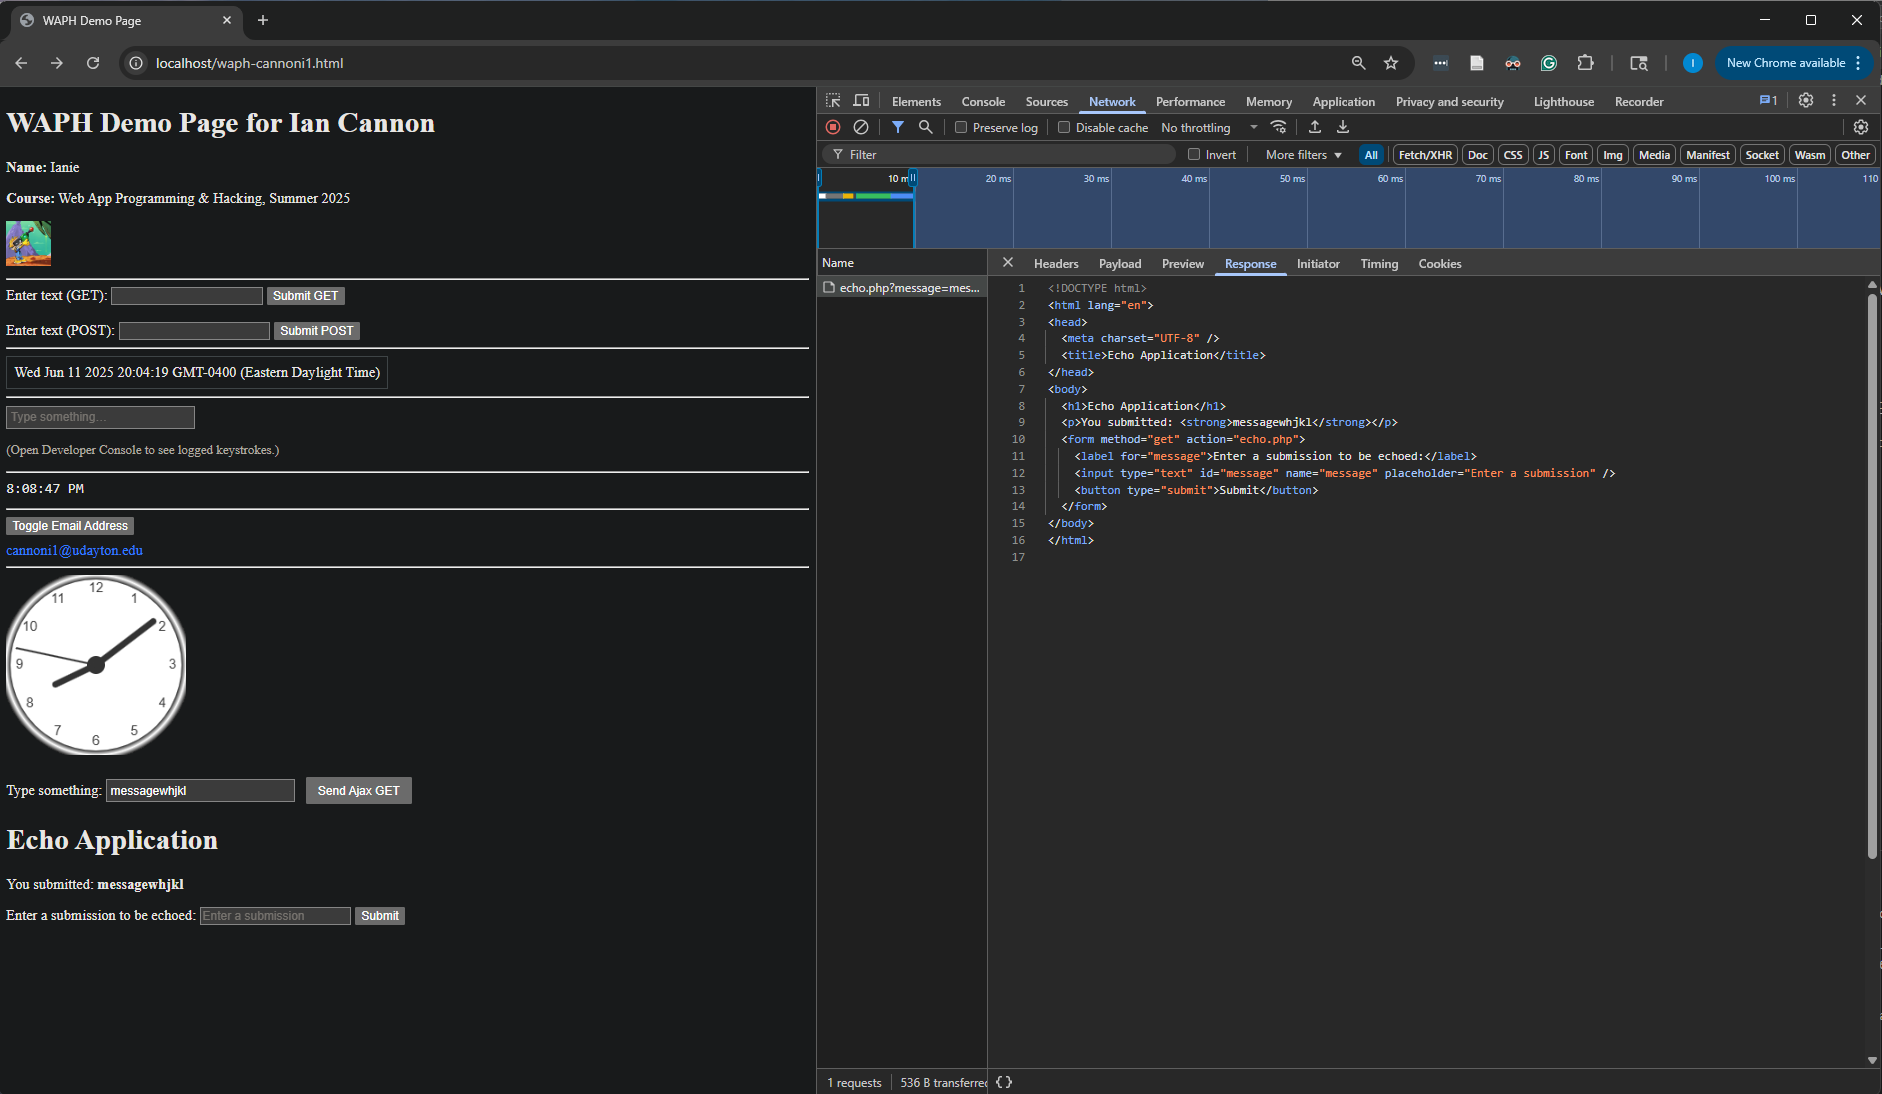 WAPH Demo Page
localhost/waph-cannoni1.html
New Chrome available
WAPH Demo Page for Ian Cannon
Name: Ianie
Course: Web App Programming & Hacking, Summer 2025
Enter text (GET): Submit GET
Enter text (POST): Submit POST
Wed Jun 11 2025 20:04:19 GMT-0400 (Eastern Daylight Time)
Type something...
(Open Developer Console to see logged keystrokes.)
8:08:47 PM
Toggle Email Address
cannoni1@udayton.edu
12
11 1
10 2
9 3
8 4
7 5
6
Type something: messagewhjkl Send Ajax GET
Echo Application
You submitted: messagewhjkl
Enter a submission to be echoed: Enter a submission Submit
Elements Console Sources Network Performance Memory Application Privacy and security Lighthouse Recorder 1
Preserve log Disable cache No throttling
Filter Invert More filters All Fetch/XHR Doc CSS JS Font Img Media Manifest Socket Wasm Other
10 m 20 ms 30 ms 40 ms 50 ms 60 ms 70 ms 80 ms 90 ms 100 ms 110
Name
echo.php?message=mes...
Headers Payload Preview Response Initiator Timing Cookies
1 <!DOCTYPE html>
2 <html lang="en">
3 <head>
4 <meta charset="UTF-8" />
5 <title>Echo Application</title>
6 </head>
7 <body>
8 <h1>Echo Application</h1>
9 <p>You submitted: <strong>messagewhjkl</strong></p>
10 <form method="get" action="echo.php">
11 <label for="message">Enter a submission to be echoed:</label>
12 <input type="text" id="message" name="message" placeholder="Enter a submission" />
13 <button type="submit">Submit</button>
14 </form>
15 </body>
16 </html>
17
1 requests 536 B transferred {}